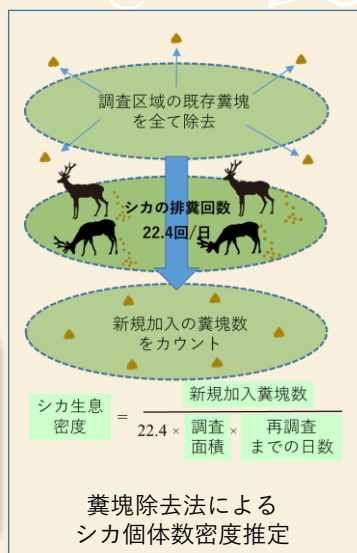 調査区域の既存糞塊
を全て除去
シカの排糞回数
22.4回/日
新規加入の糞塊数
をカウント
シカ生息
密度
=
新規加入糞塊数
22.4 × 調査
面積 × 再調査
までの日数
糞塊除去法による
シカ個体数密度推定